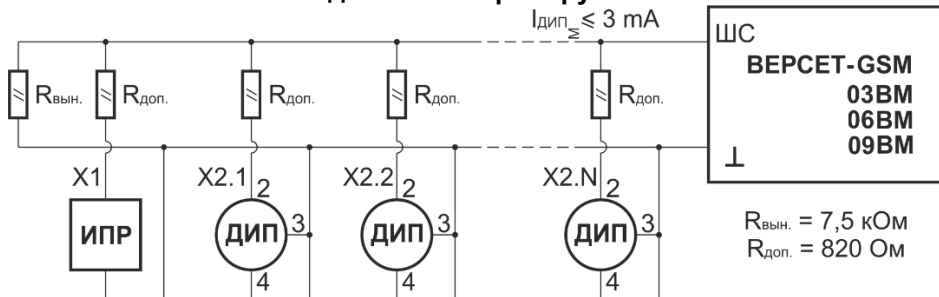 Iдип м ⩽ 3 mA
ШС
ВЕРСЕТ-GSM
03ВМ
06ВМ
09ВМ
⊥
Rвын.
Rдоп.
Rдоп.
Rдоп.
Rдоп.
X1
X2.1
2
X2.2
2
X2.N
2
ИПР
ДИП
3
ДИП
3
ДИП
3
4
4
4
Rвын. = 7,5 кОм
Rдоп. = 820 Ом